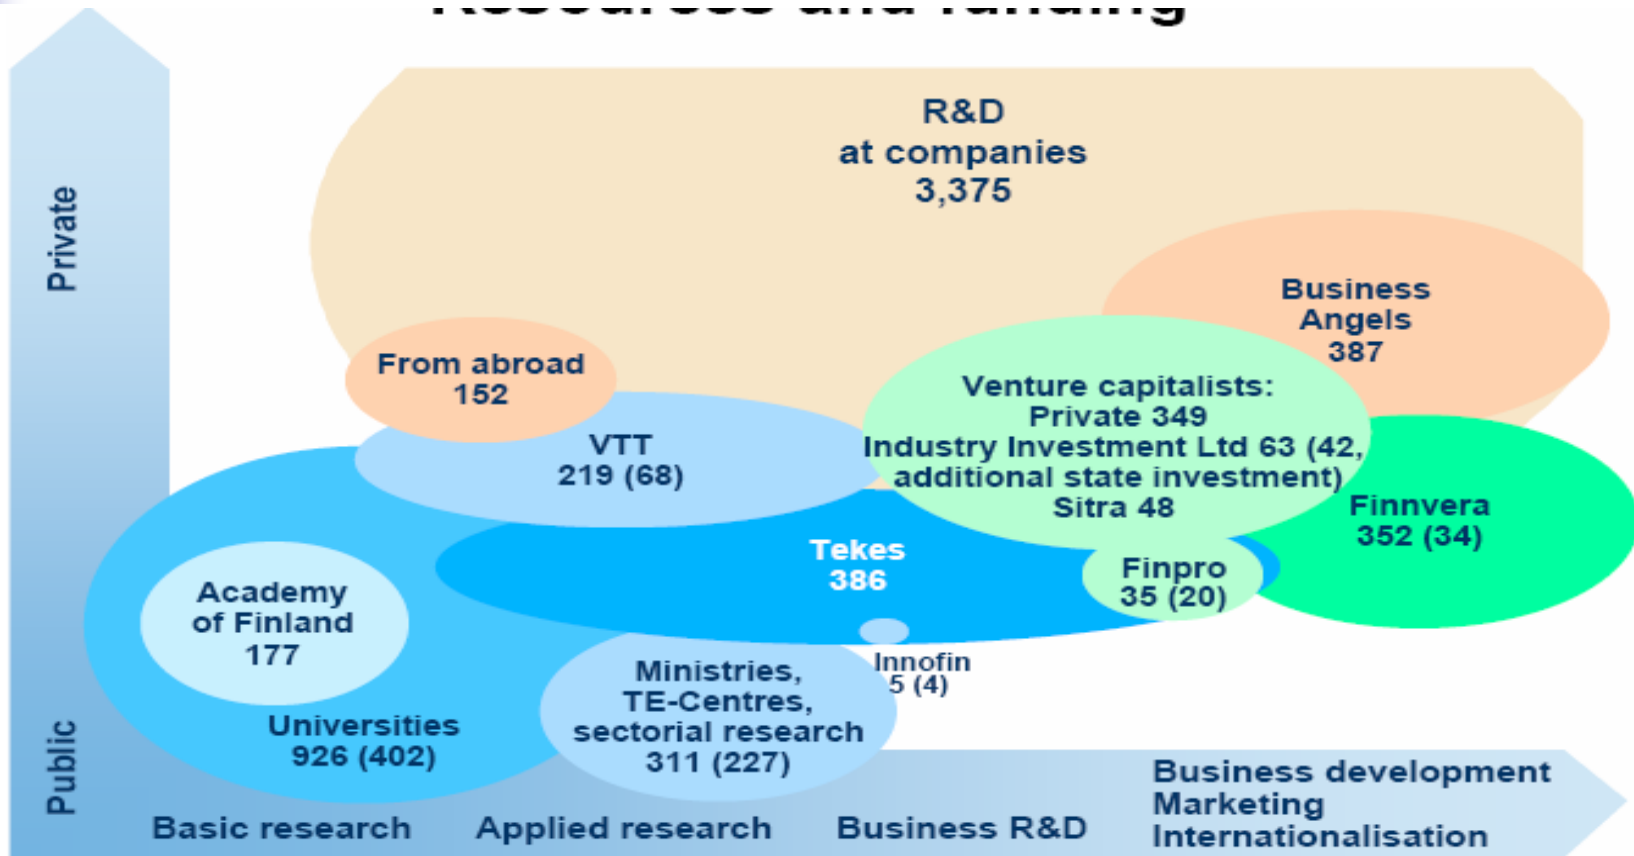 Resources and funding
Private
Public
R&D
at companies
3,375
Business
Angels
387
From abroad
152
Venture capitalists:
Private 349
Industry Investment Ltd 63 (42,
additional state investment)
Sitra 48
VTT
219 (68)
Finnvera
352 (34)
Tekes
386
Finpro
35 (20)
Academy
of Finland
177
Innofin
5 (4)
Ministries,
TE-Centres,
sectorial research
311 (227)
Universities
926 (402)
Basic research
Applied research
Business R&D
Business development
Marketing
Internationalisation